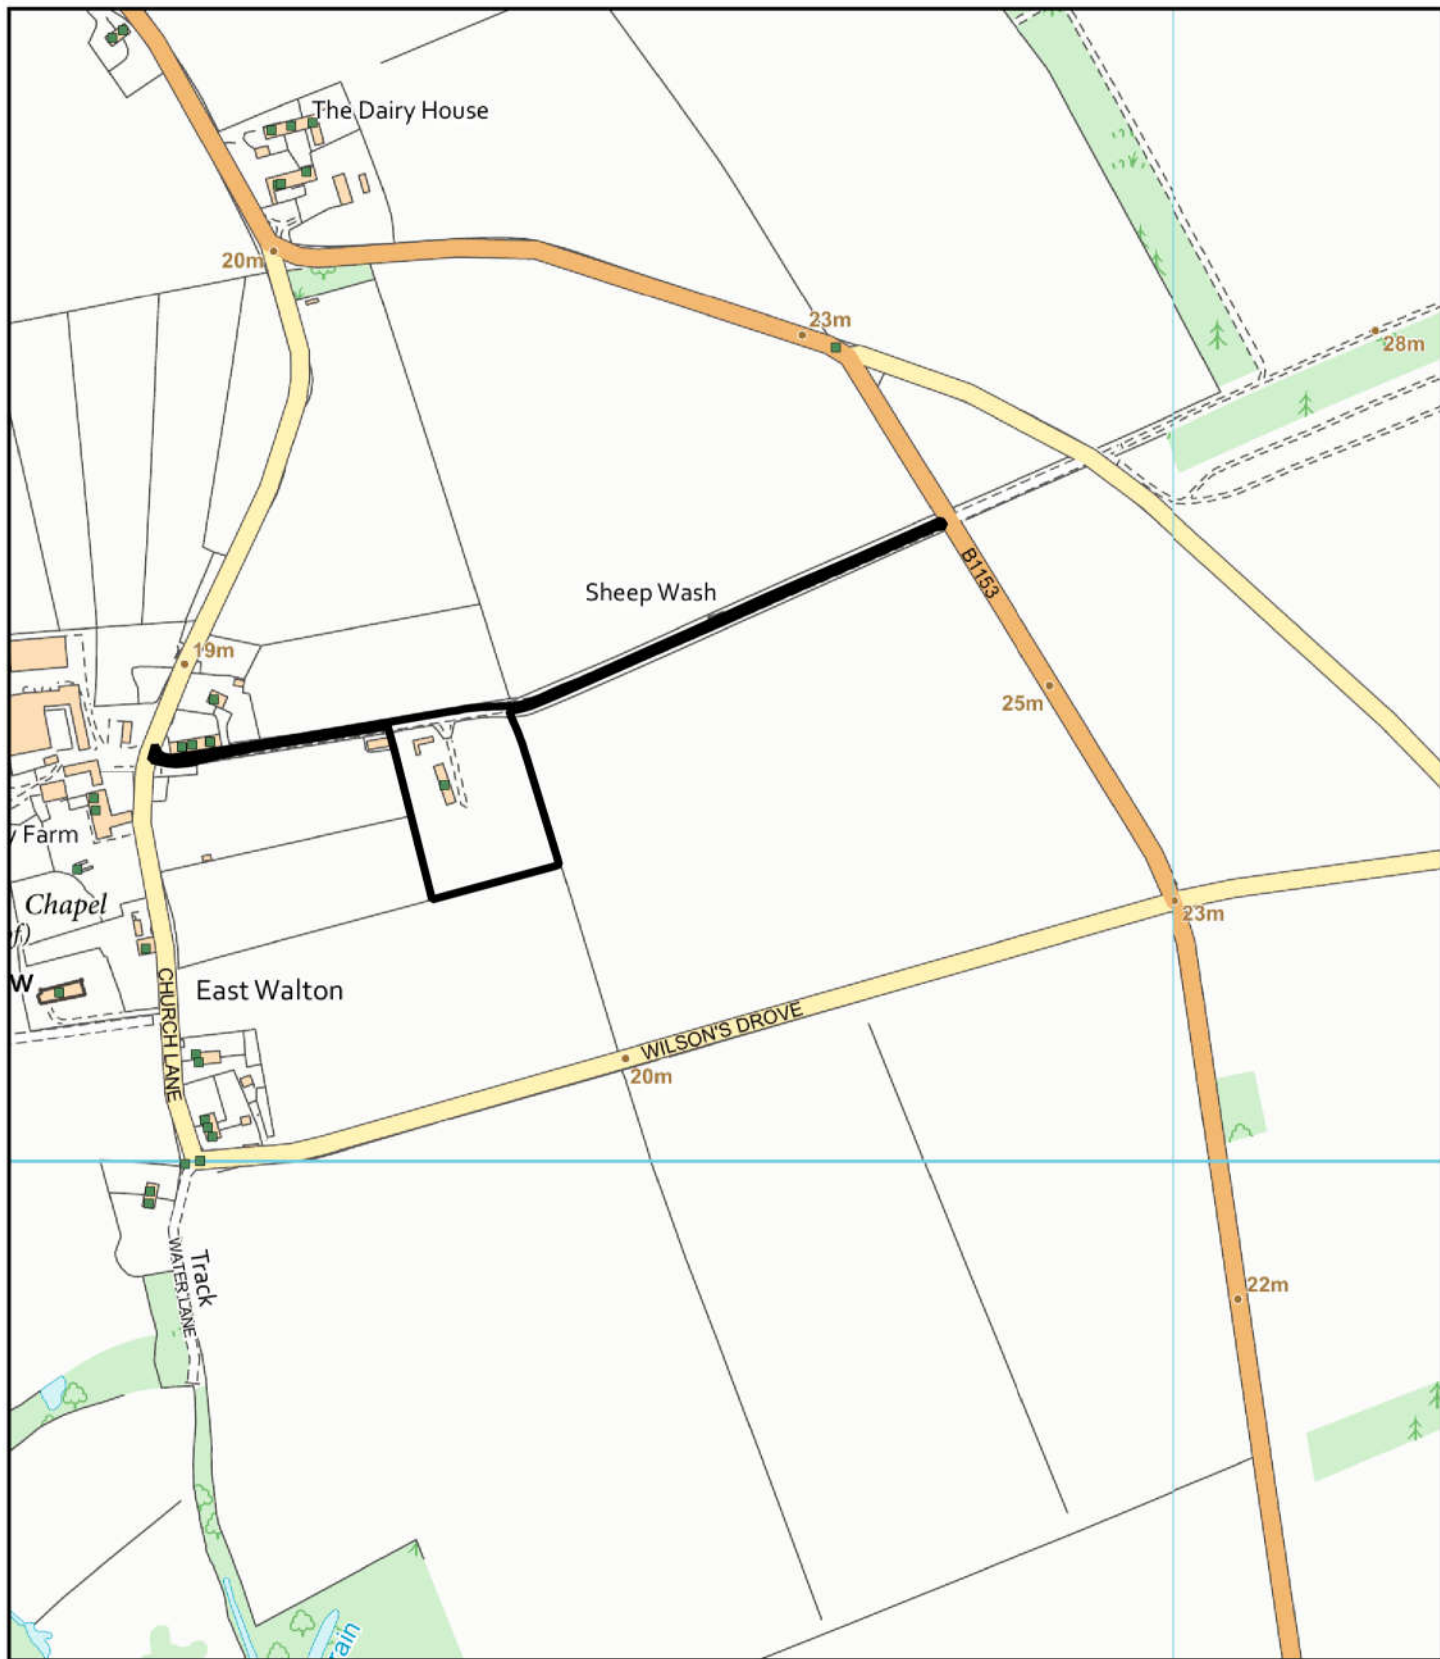 The Dairy House
20m
23m
28m
Sheep Wash
B1153
19m
25m
y Farm
Chapel
f)
23m
W
CHURCH LANE
East Walton
WILSON'S DROVE
20m
Track
WATER LANE
22m
rain